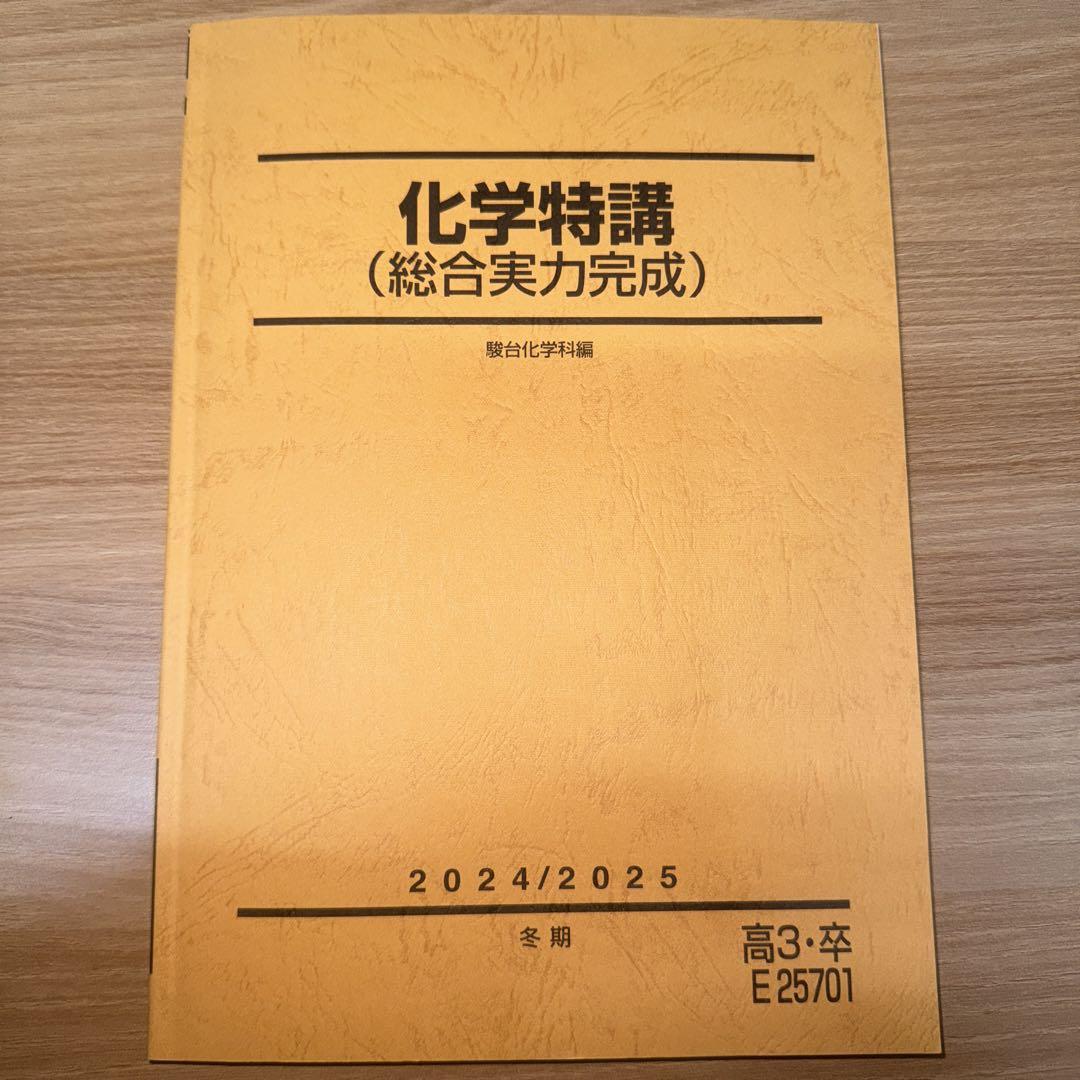 化学特講
（総合実力完成）
駿台化学科編
2024/2025
冬期
高3・卒
E25701